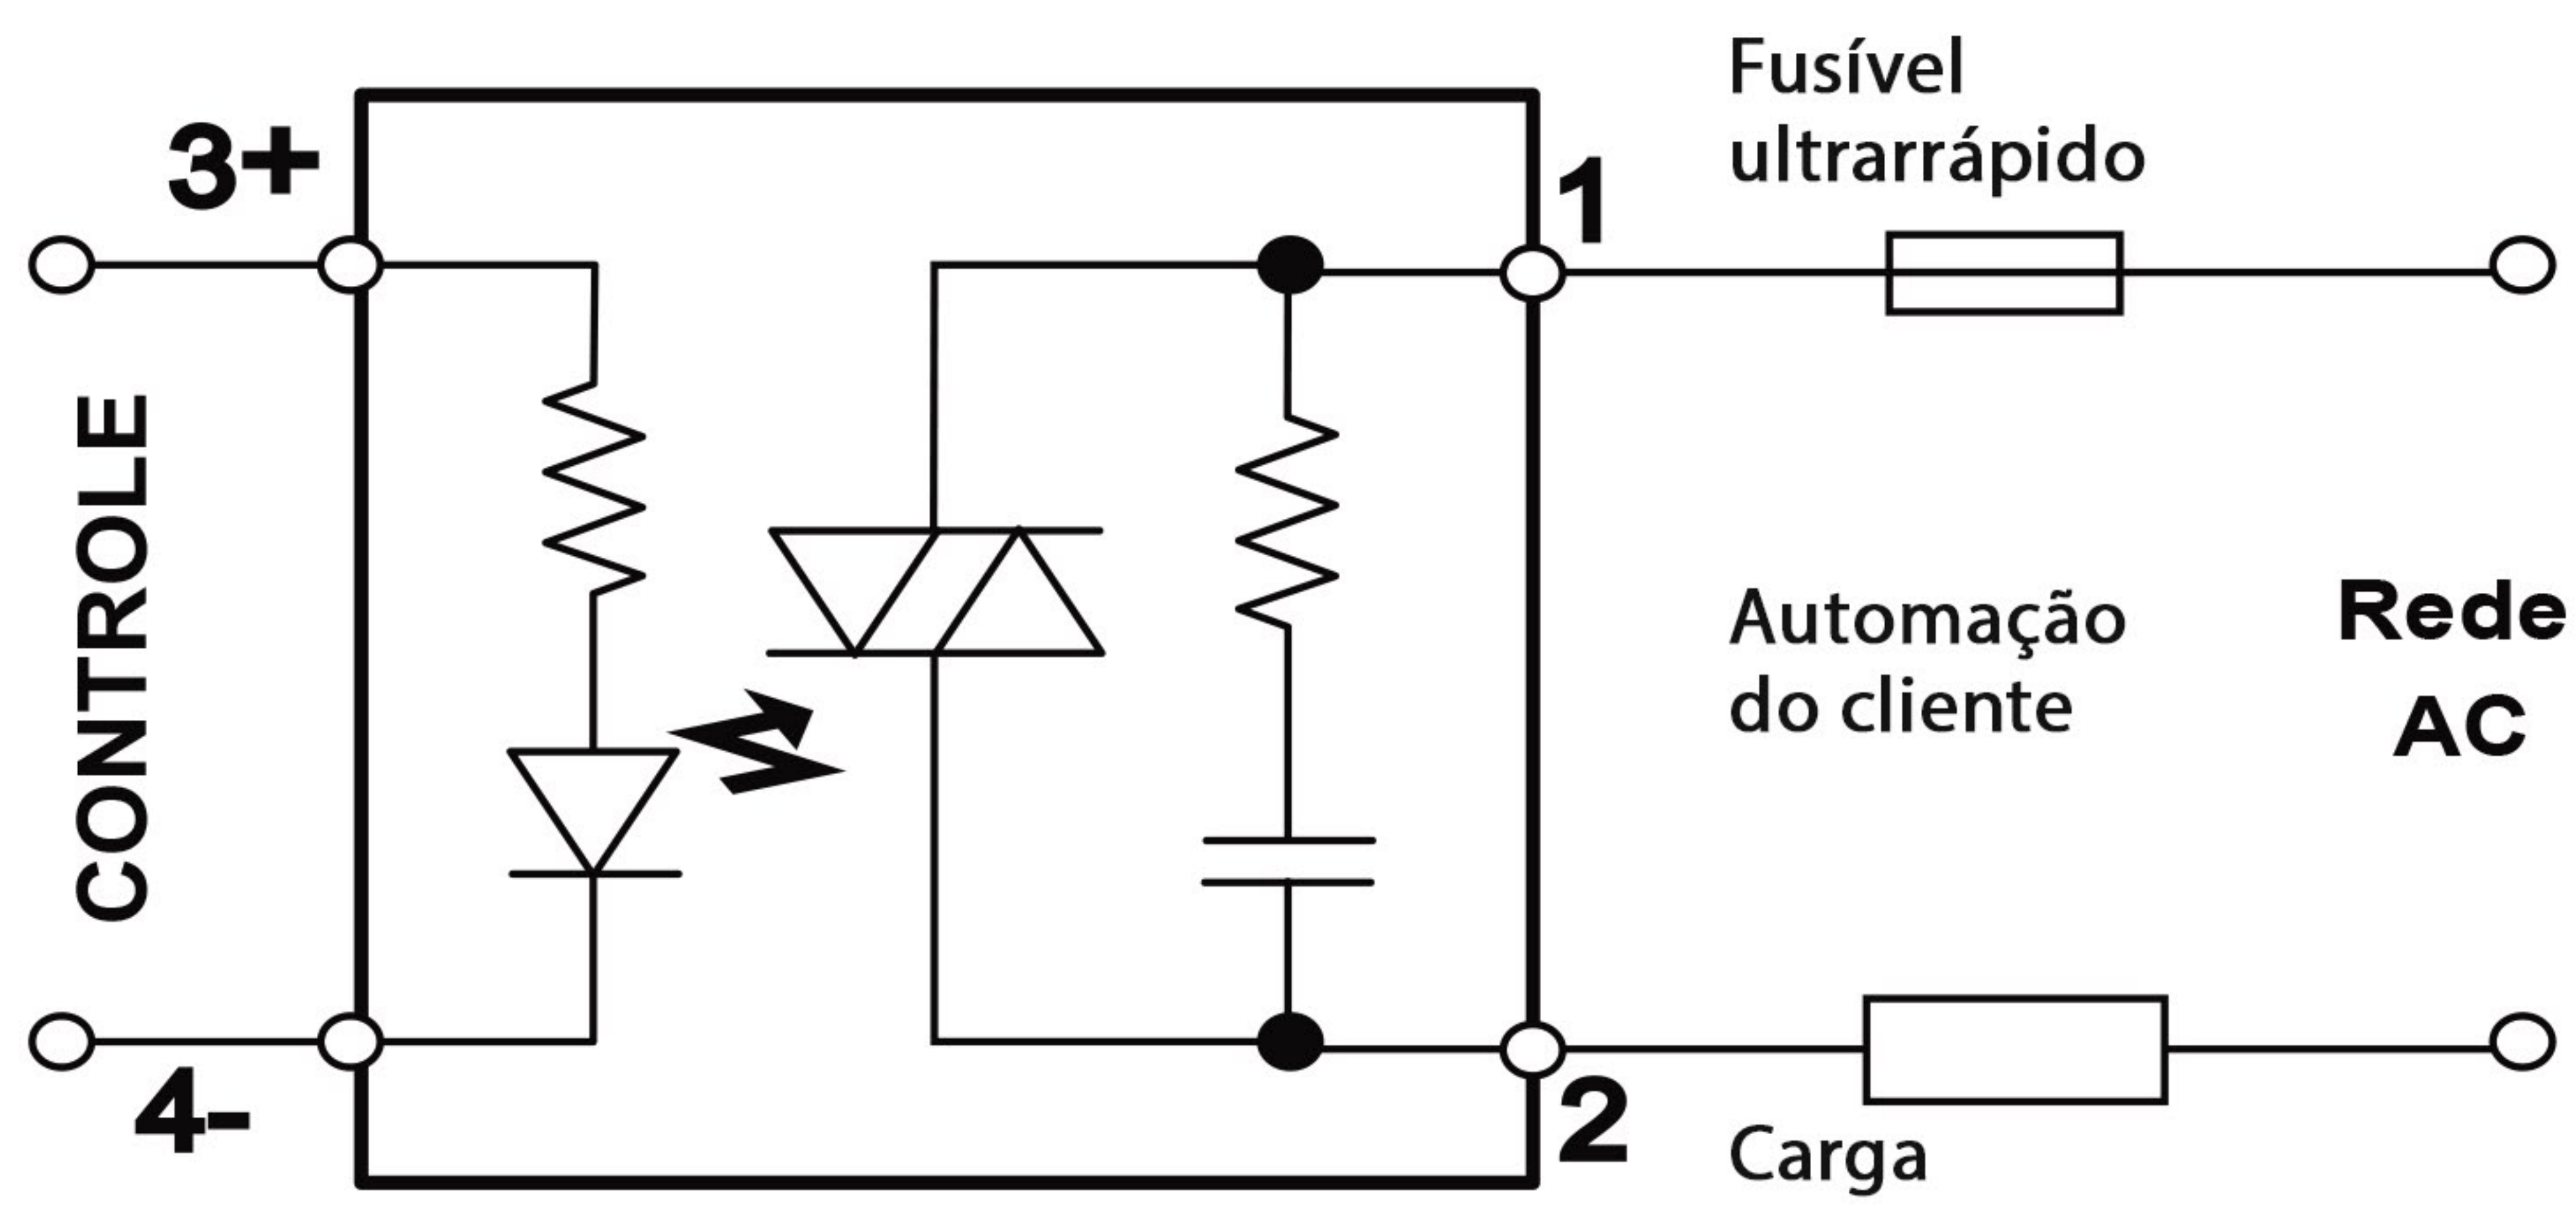 Fusível
ultrarrápido
3+
1
CONTROLE
Automação
do cliente
Rede
AC
4-
2
Carga